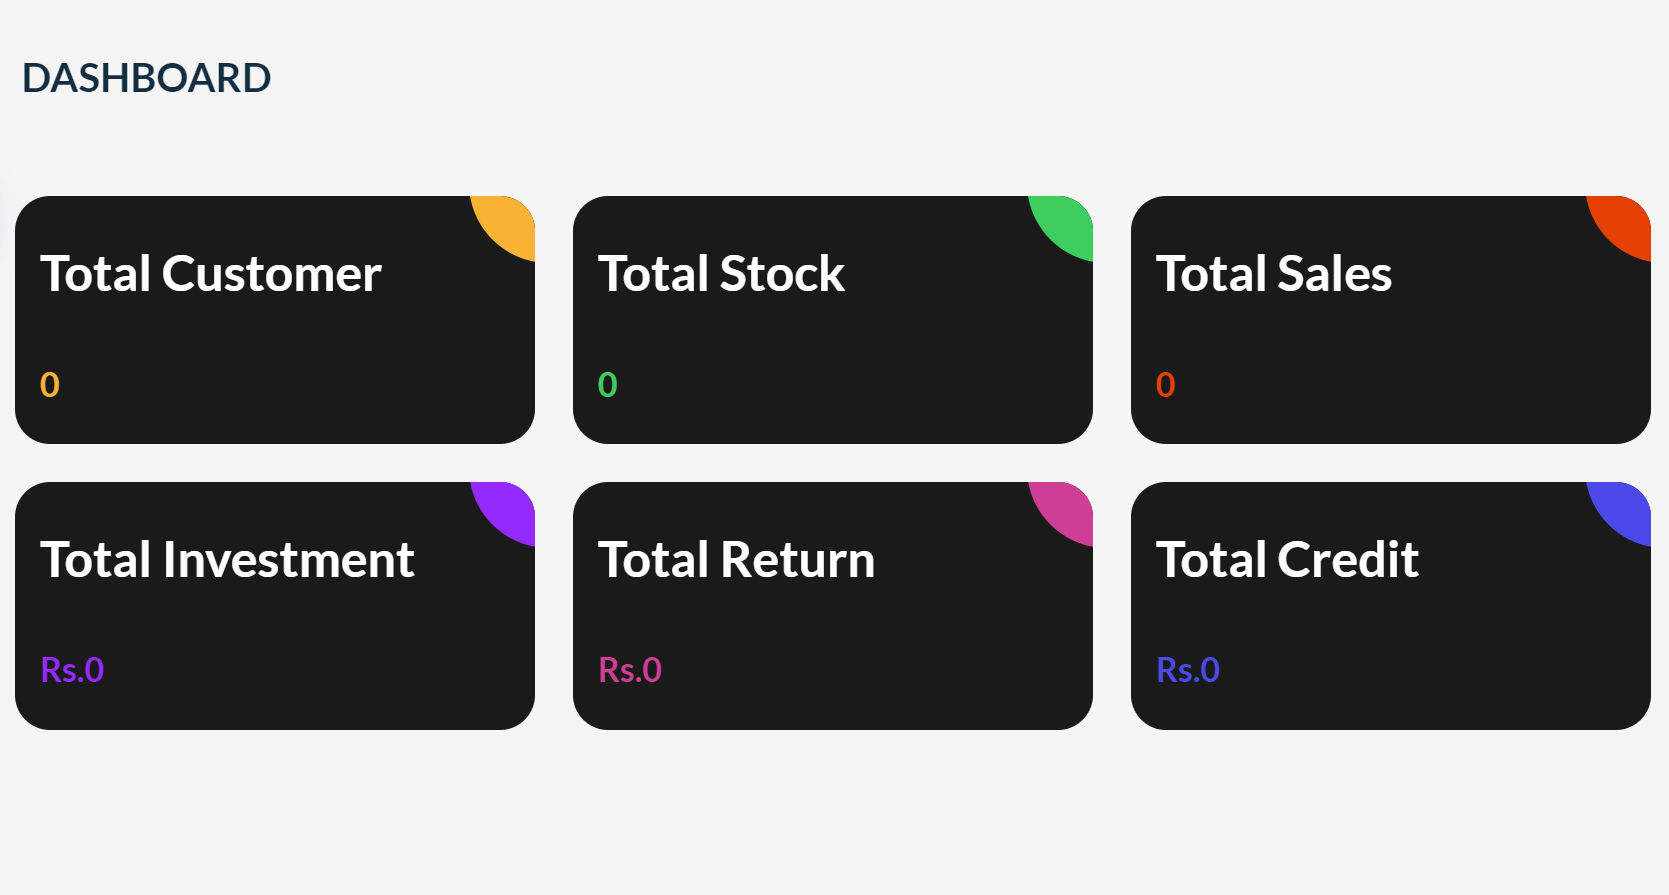 DASHBOARD
Total Customer
0
Total Stock
0
Total Sales
0
Total Investment
Rs.0
Total Return
Rs.0
Total Credit
Rs.0